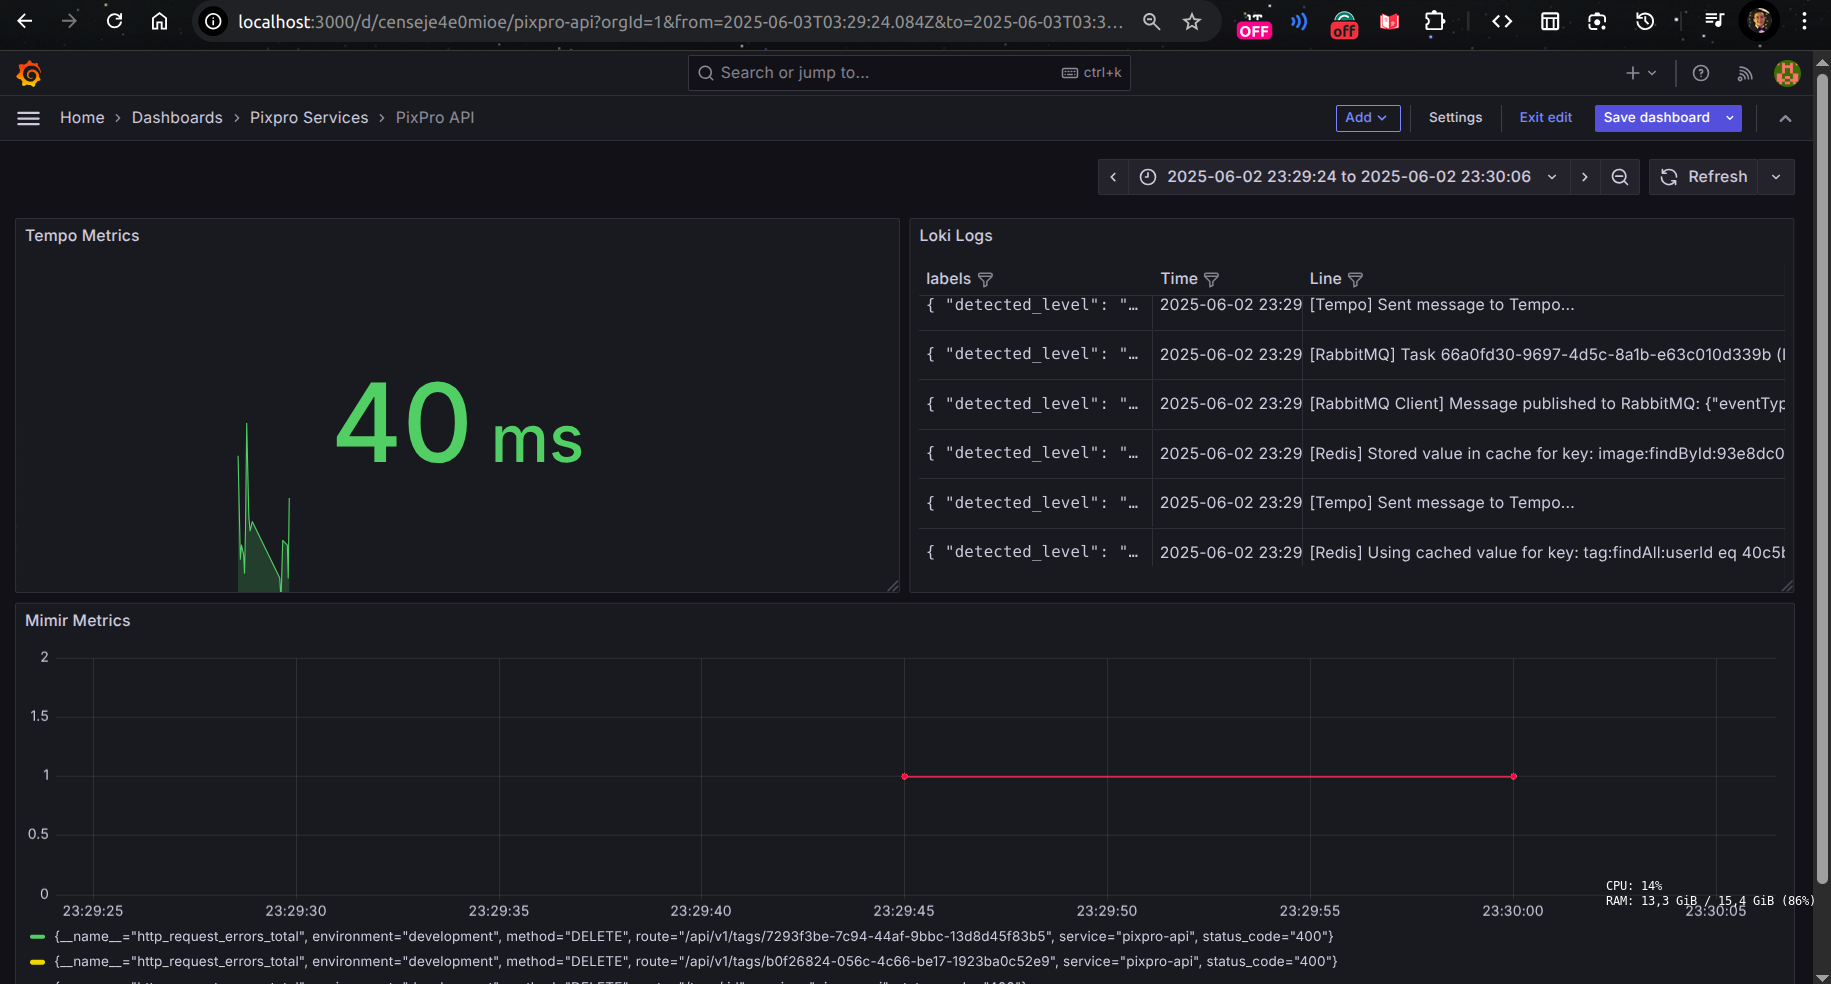 localhost:3000/d/censeje4e0mioe/pixpro-api?orgId=1&from=2025-06-03T03:29:24.084Z&to=2025-06-03T03:3...
OFF
off
Search or jump to...
ctrl+k
Home › Dashboards › Pixpro Services › PixPro API
Add
Settings
Exit edit
Save dashboard
2025-06-02 23:29:24 to 2025-06-02 23:30:06
Refresh
Tempo Metrics
40 ms
Loki Logs
labels Time Line
{ "detected_level": "… 2025-06-02 23:29 [Tempo] Sent message to Tempo...
{ "detected_level": "… 2025-06-02 23:29 [RabbitMQ] Task 66a0fd30-9697-4d5c-8a1b-e63c010d339b (
{ "detected_level": "… 2025-06-02 23:29 [RabbitMQ Client] Message published to RabbitMQ: {"eventTyp
{ "detected_level": "… 2025-06-02 23:29 [Redis] Stored value in cache for key: image:findById:93e8dc0
{ "detected_level": "… 2025-06-02 23:29 [Tempo] Sent message to Tempo...
{ "detected_level": "… 2025-06-02 23:29 [Redis] Using cached value for key: tag:findAll:userId eq 40c5b
Mimir Metrics
2
1.5
1
0.5
0
23:29:25 23:29:30 23:29:35 23:29:40 23:29:45 23:29:50 23:29:55 23:30:00 23:30:05
CPU: 14%
RAM: 13,3 GiB / 15,4 GiB (86%)
{__name__="http_request_errors_total", environment="development", method="DELETE", route="/api/v1/tags/7293f3be-7c94-44af-9bbc-13d8d45f83b5", service="pixpro-api", status_code="400"}
{__name__="http_request_errors_total", environment="development", method="DELETE", route="/api/v1/tags/b0f26824-056c-4c66-be17-1923ba0c52e9", service="pixpro-api", status_code="400"}